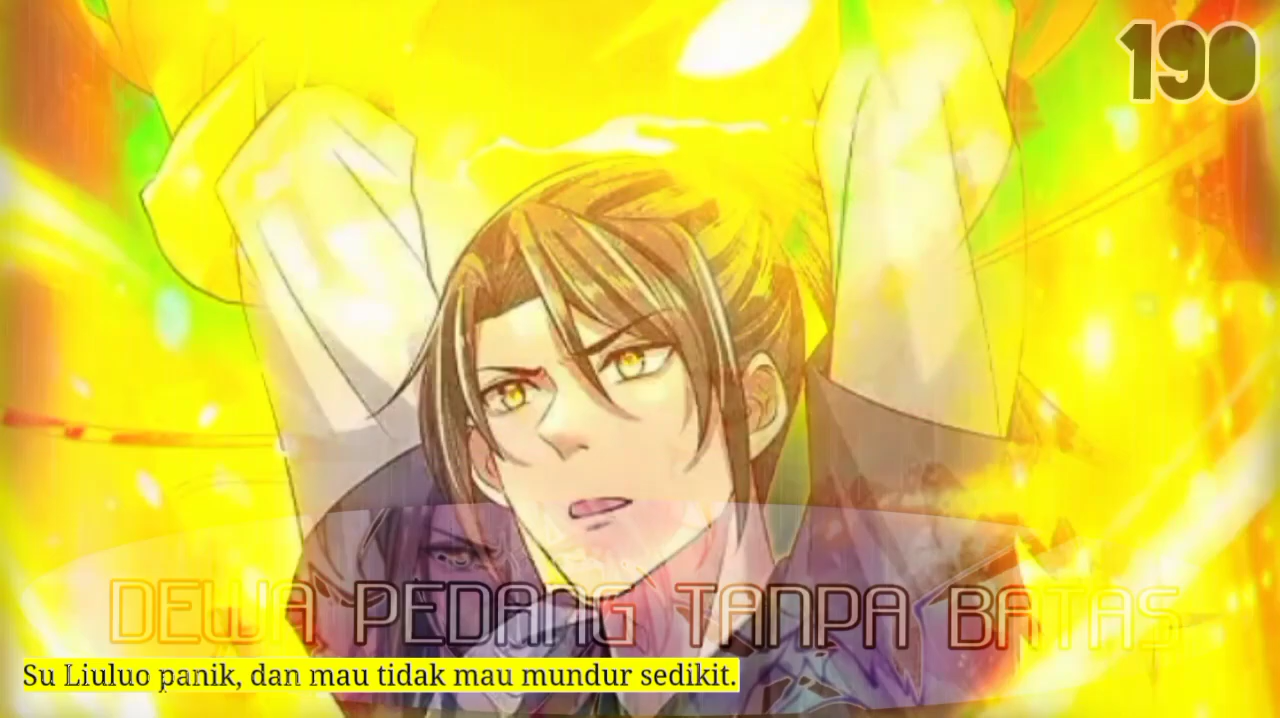 190
DEWA PEDANG TANPA BATAS
Su Liuluo panik, dan mau tidak mau mundur sedikit.